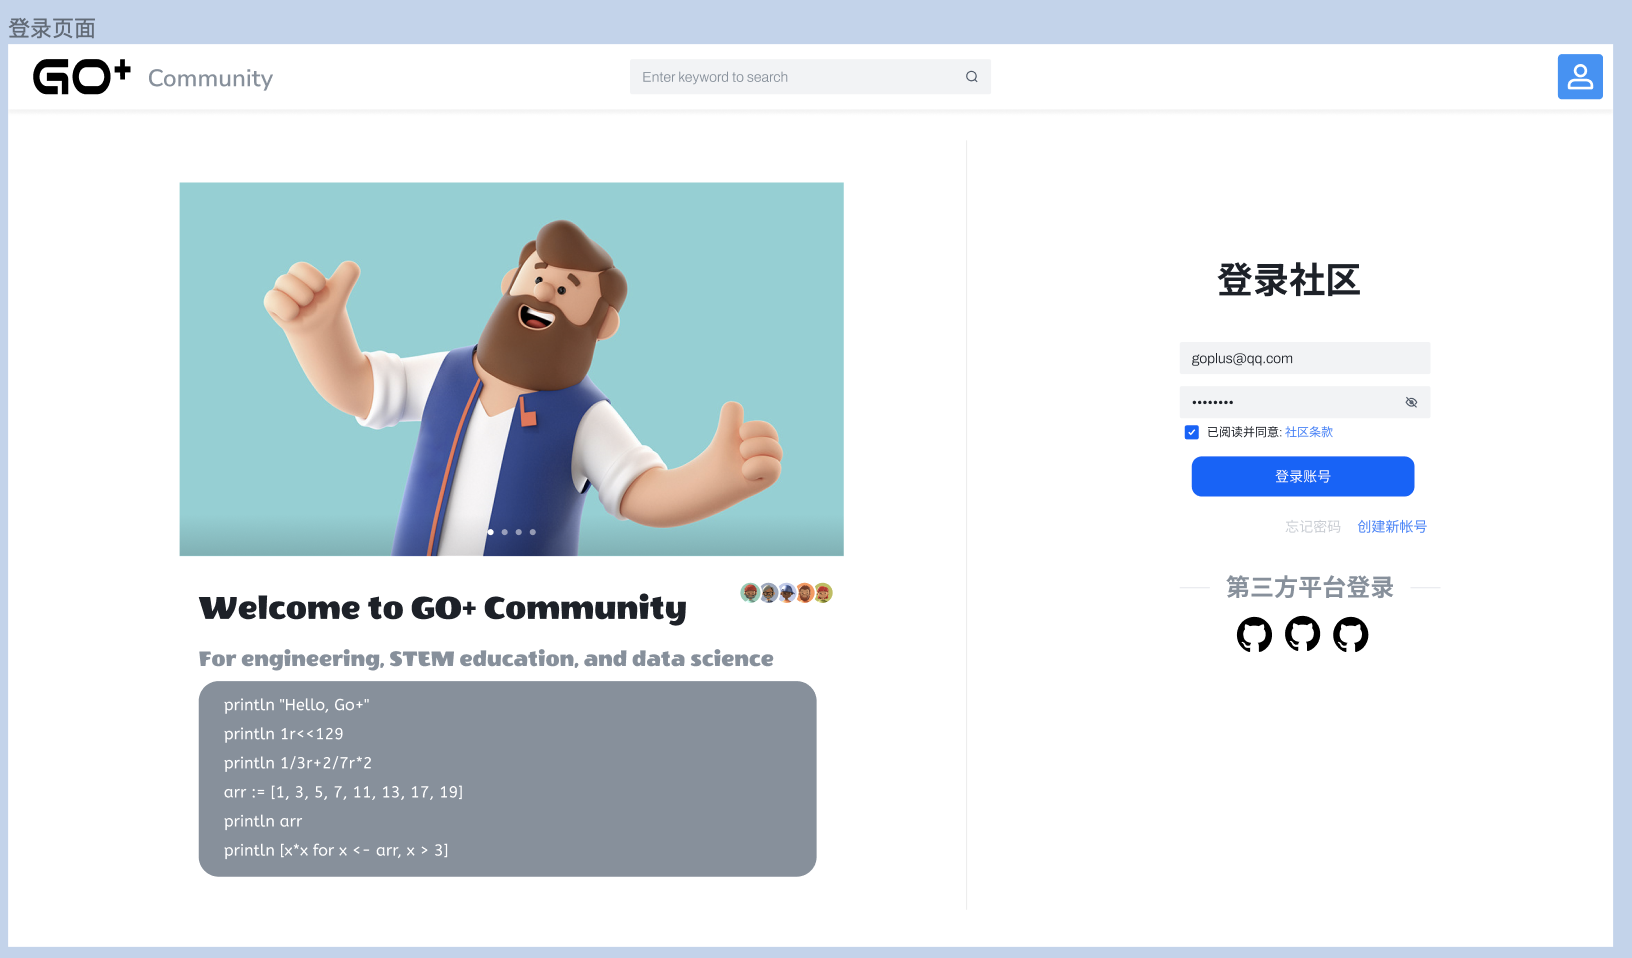 登录页面
GO+ Community
Enter keyword to search
登录社区
goplus@qq.com
••••••••
已阅读并同意: 社区条款
登录账号
忘记密码 创建新帐号
第三方平台登录
Welcome to GO+ Community
For engineering, STEM education, and data science
println "Hello, Go+"
println 1r<<129
println 1/3r+2/7r*2
arr := [1, 3, 5, 7, 11, 13, 17, 19]
println arr
println [x*x for x <- arr, x > 3]